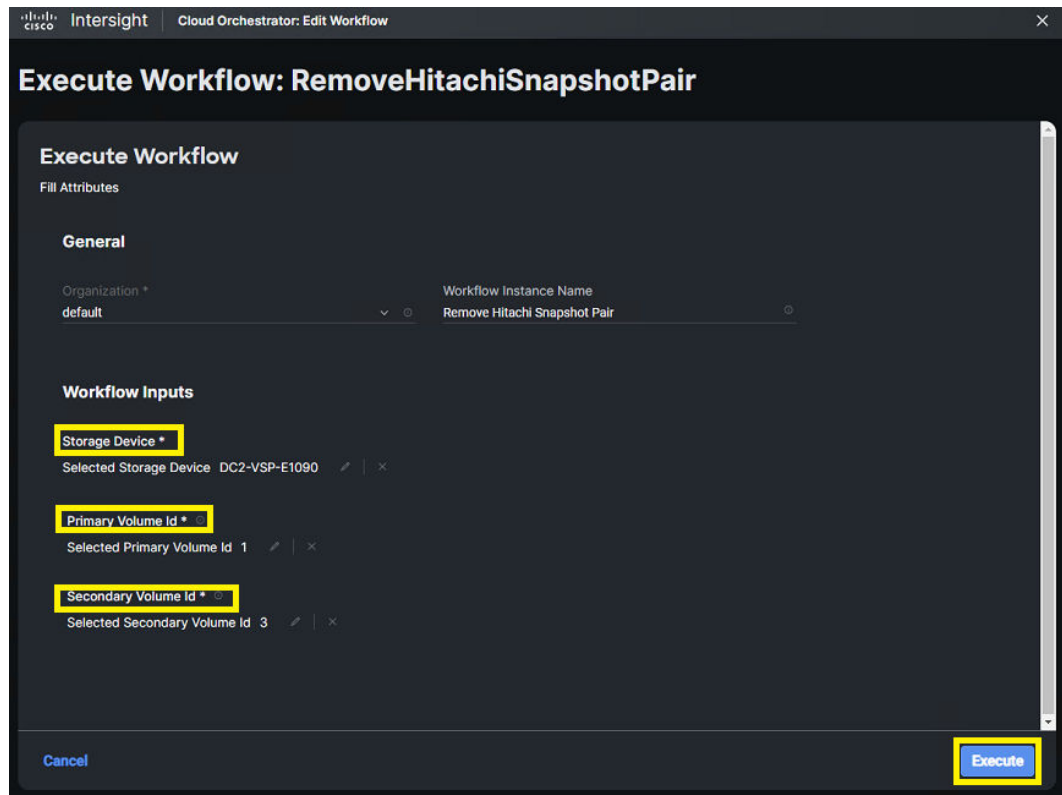 cisco Intersight Cloud Orchestrator: Edit Workflow
Execute Workflow: RemoveHitachiSnapshotPair
Execute Workflow
Fill Attributes
General
Organization * Workflow Instance Name
default Remove Hitachi Snapshot Pair
Workflow Inputs
Storage Device *
Selected Storage Device DC2-VSP-E1090
Primary Volume Id *
Selected Primary Volume Id 1
Secondary Volume Id *
Selected Secondary Volume Id 3
Cancel Execute